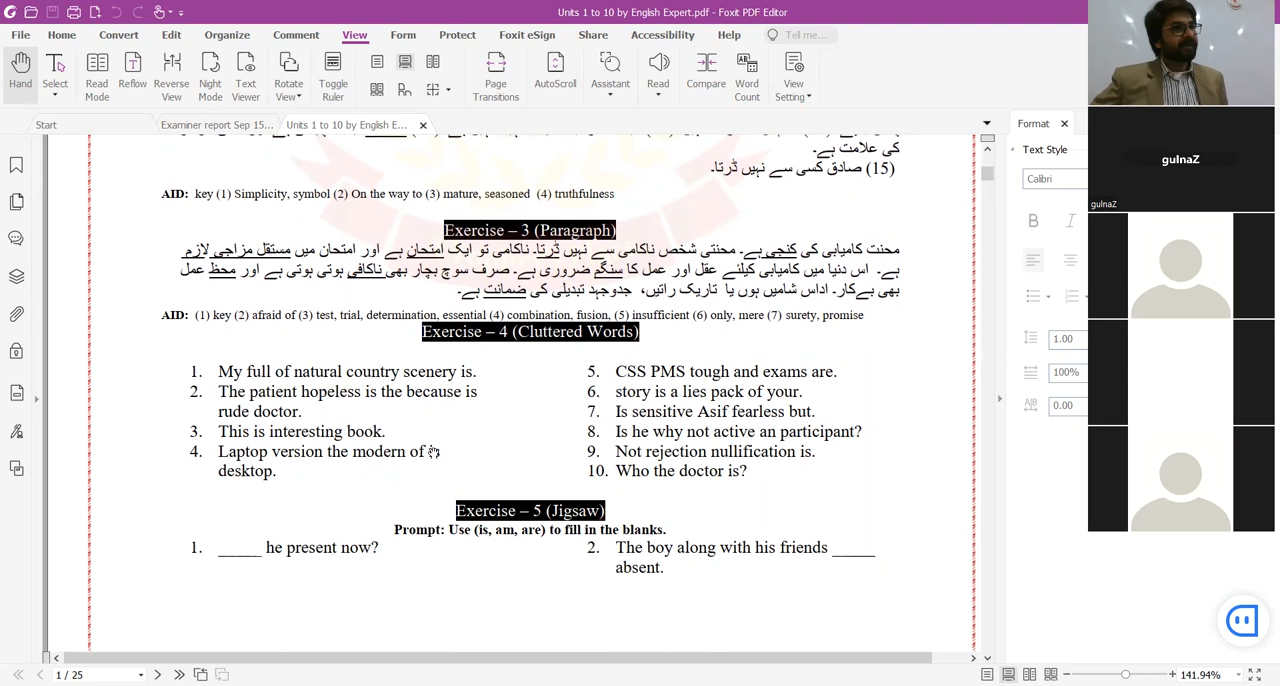 Units 1 to 10 by English Expert.pdf - Foxit PDF Editor
File Home Convert Edit Organize Comment View Form Protect Foxit eSign Share Accessibility Help Tell me...
Hand Select Read Mode Reflow Reverse View Night Mode Text Viewer Rotate View Toggle Ruler Page Transitions AutoScroll Assistant Read Compare Word Count View Setting
Start Examiner report Sep 15... Units 1 to 10 by English E... Format
Text Style
Calibri
B I
1.00
100%
0.00
کی علامت ہے۔
(15) صادق کسی سے نہیں ڈرتا۔
AID: key (1) Simplicity, symbol (2) On the way to (3) mature, seasoned (4) truthfulness
Exercise – 3 (Paragraph)
محنت کامیابی کی کنجی ہے۔ محنتی شخص ناکامی سے نہیں ڈرتا۔ ناکامی تو ایک امتحان ہے اور امتحان میں مستقل مزاجی لازم
ہے۔ اس دنیا میں کامیابی کیلئے عقل اور عمل کا سنگم ضروری ہے۔ صرف سوچ بچار بھی ناکافی ہوتی ہوتی ہے اور محظ عمل
بھی بےکار۔ اداس شامیں ہوں یا تاریک راتیں، جدوجہد تبدیلی کی ضمانت ہے۔
AID: (1) key (2) afraid of (3) test, trial, determination, essential (4) combination, fusion, (5) insufficient (6) only, mere (7) surety, promise
Exercise – 4 (Cluttered Words)
1. My full of natural country scenery is.
2. The patient hopeless is the because is
rude doctor.
3. This is interesting book.
4. Laptop version the modern of is
desktop.
5. CSS PMS tough and exams are.
6. story is a lies pack of your.
7. Is sensitive Asif fearless but.
8. Is he why not active an participant?
9. Not rejection nullification is.
10. Who the doctor is?
Exercise – 5 (Jigsaw)
Prompt: Use (is, am, are) to fill in the blanks.
1. _____ he present now?
2. The boy along with his friends _____
absent.
1 / 25
141.94%
gulnaZ
gulnaZ